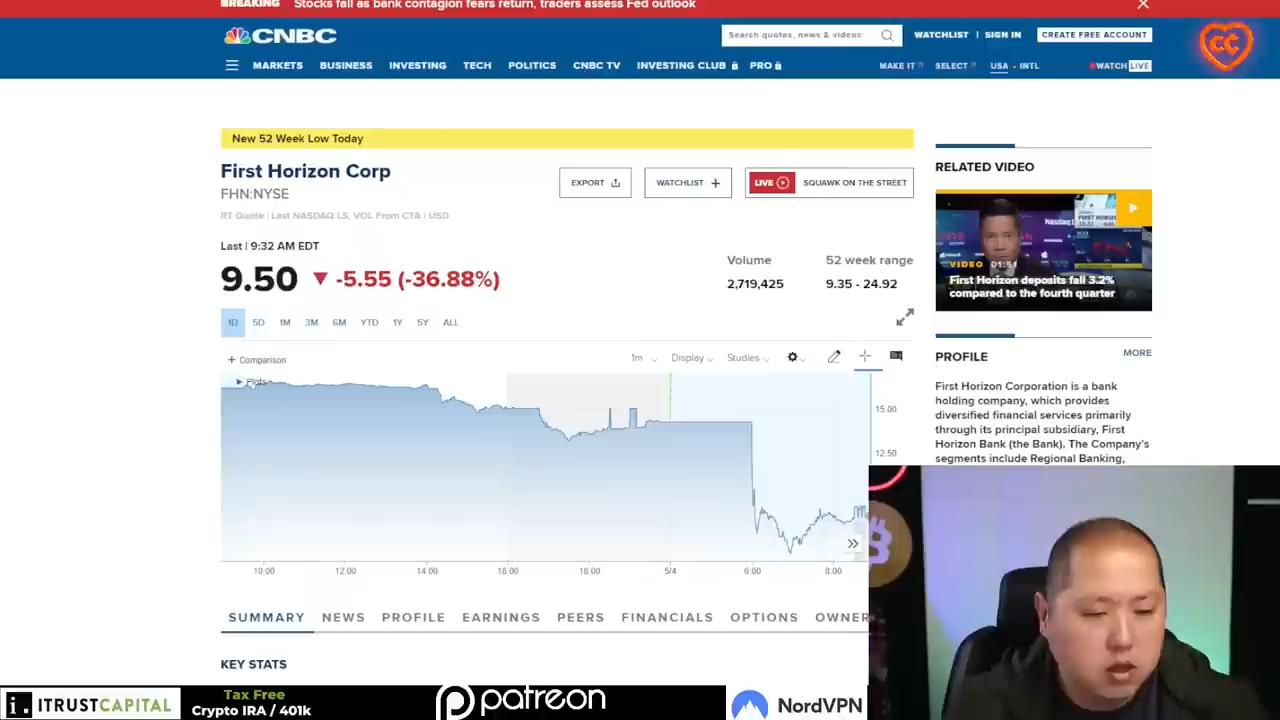 BREAKING Stocks fall as bank contagion fears return, traders assess Fed outlook
CNBC
Search quotes, news & videos
WATCHLIST | SIGN IN
CREATE FREE ACCOUNT
CC
MARKETS BUSINESS INVESTING TECH POLITICS CNBC TV INVESTING CLUB PRO
MAKE IT SELECT USA • INTL WATCH LIVE
New 52 Week Low Today
First Horizon Corp
FHN:NYSE
EXPORT WATCHLIST + LIVE SQUAWK ON THE STREET
RT Quote | Last NASDAQ LS, VOL From CTA | USD
Last | 9:32 AM EDT
9.50 ▼ -5.55 (-36.88%)
Volume 52 week range
2,719,425 9.35 - 24.92
1D 5D 1M 3M 6M YTD 1Y 5Y ALL
+ Comparison 1m Display Studies
Plots
15.00
12.50
10:00 12:00 14:00 16:00 18:00 5/4 6:00 8:00
SUMMARY NEWS PROFILE EARNINGS PEERS FINANCIALS OPTIONS OWNER
KEY STATS
RELATED VIDEO
VIDEO 01:51
First Horizon deposits fall 3.2%
compared to the fourth quarter
PROFILE MORE
First Horizon Corporation is a bank
holding company, which provides
diversified financial services primarily
through its principal subsidiary, First
Horizon Bank (the Bank). The Company's
segments include Regional Banking,
i. ITRUSTCAPITAL
Tax Free
Crypto IRA / 401k
patreon
NordVPN